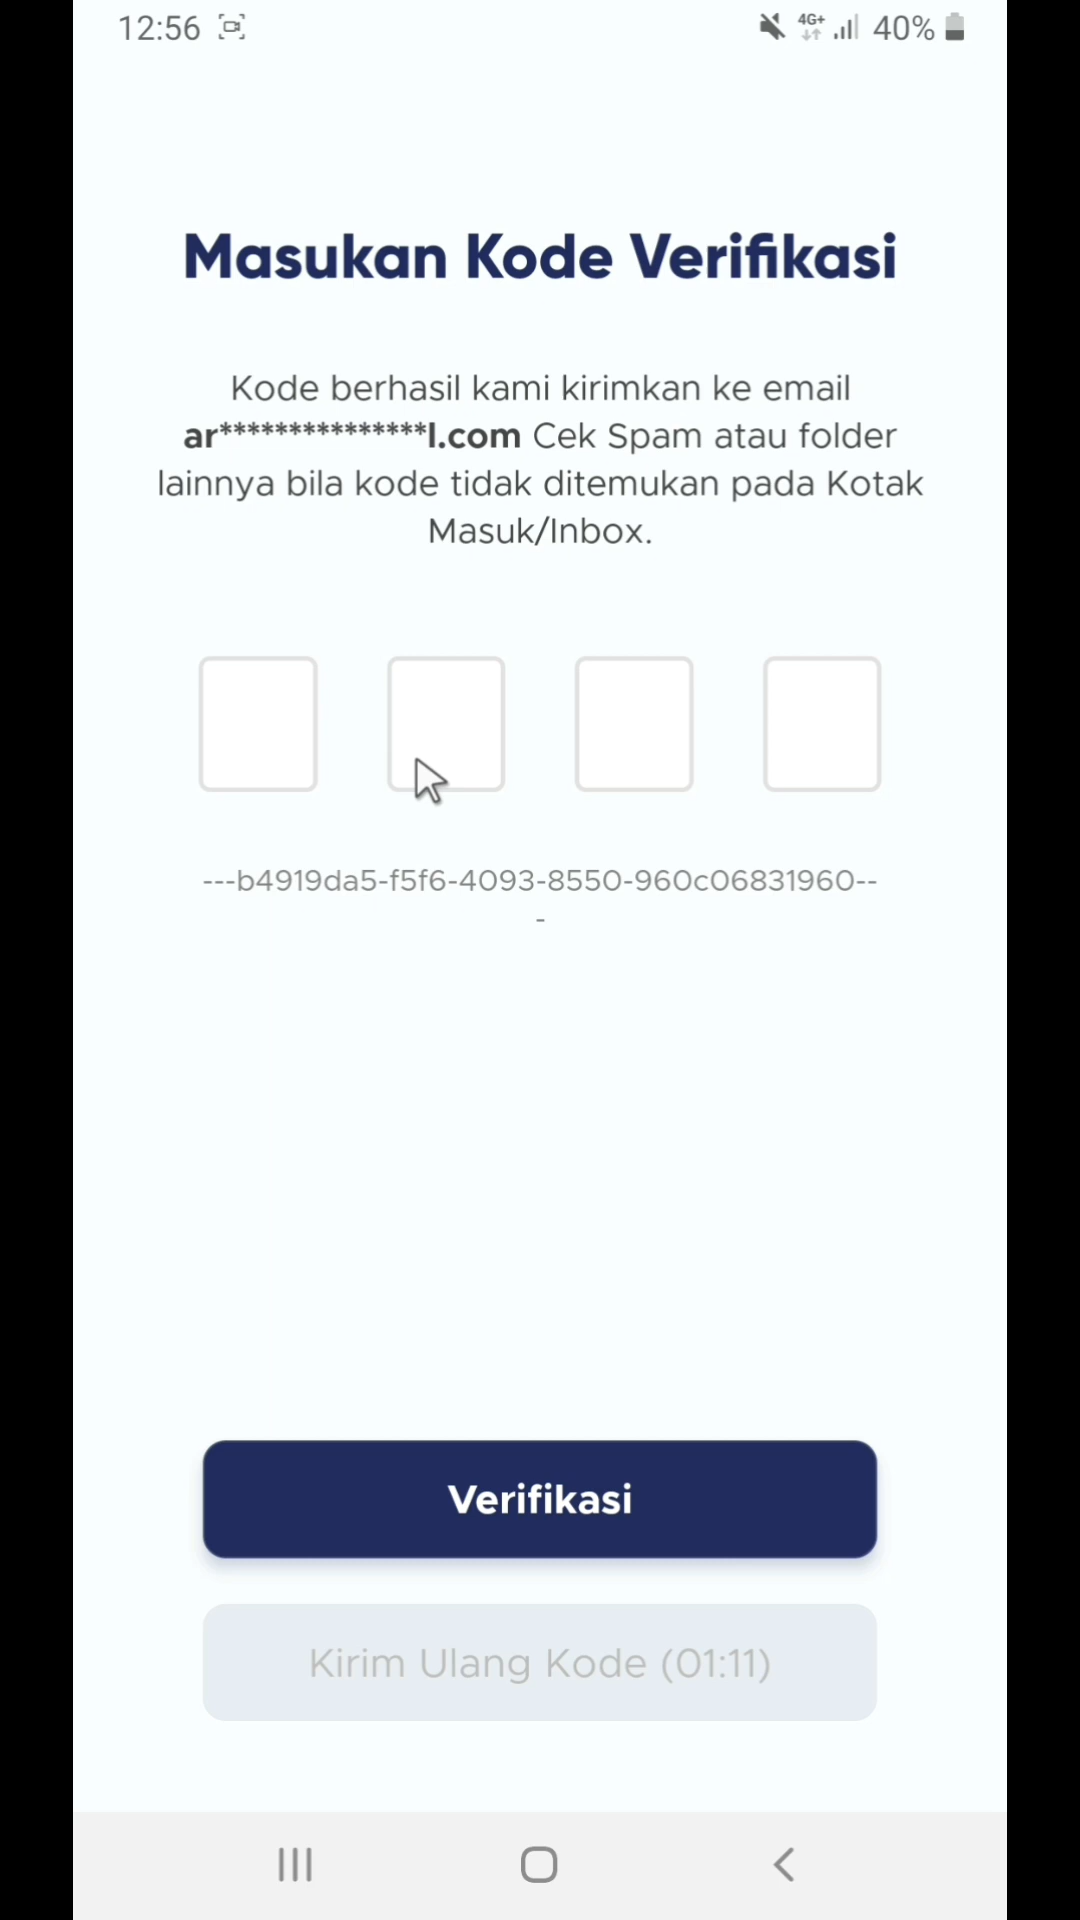 12:56 4G+ 40%
Masukan Kode Verifikasi
Kode berhasil kami kirimkan ke email
ar***************l.com Cek Spam atau folder
lainnya bila kode tidak ditemukan pada Kotak
Masuk/Inbox.
---b4919da5-f5f6-4093-8550-960c06831960--
-
Verifikasi
Kirim Ulang Kode (01:11)